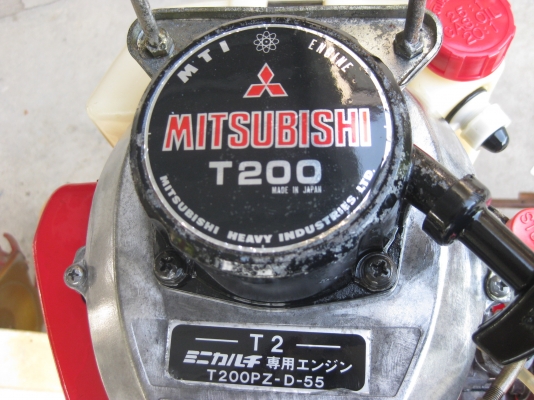 MTI ENGINE
MITSUBISHI
T200
MADE IN JAPAN
MITSUBISHI HEAVY INDUSTRIES, LTD.
T2
ミニカルチ 専用エンジン
T200PZ-D-55